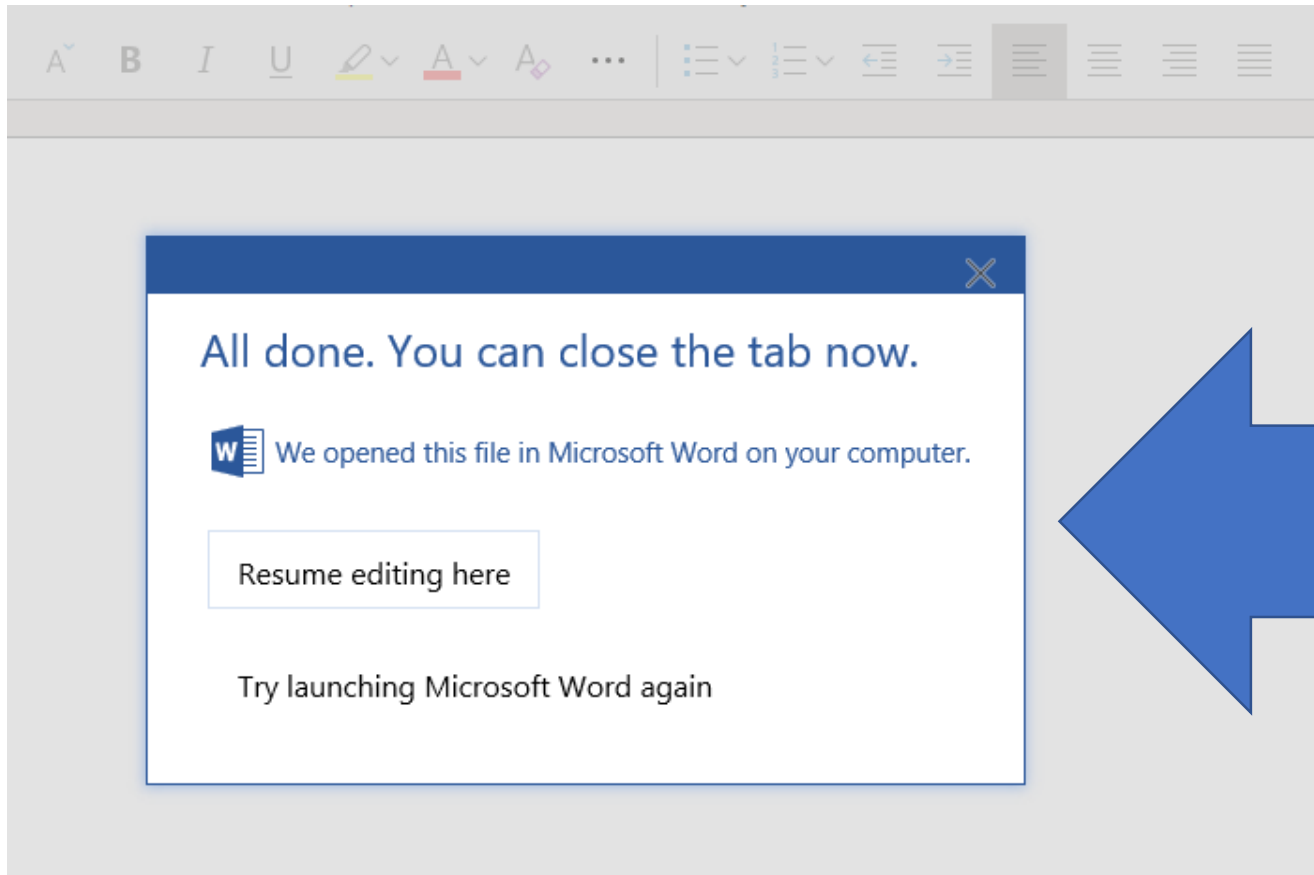 A B I U A A ...
All done. You can close the tab now.
W We opened this file in Microsoft Word on your computer.
Resume editing here
Try launching Microsoft Word again